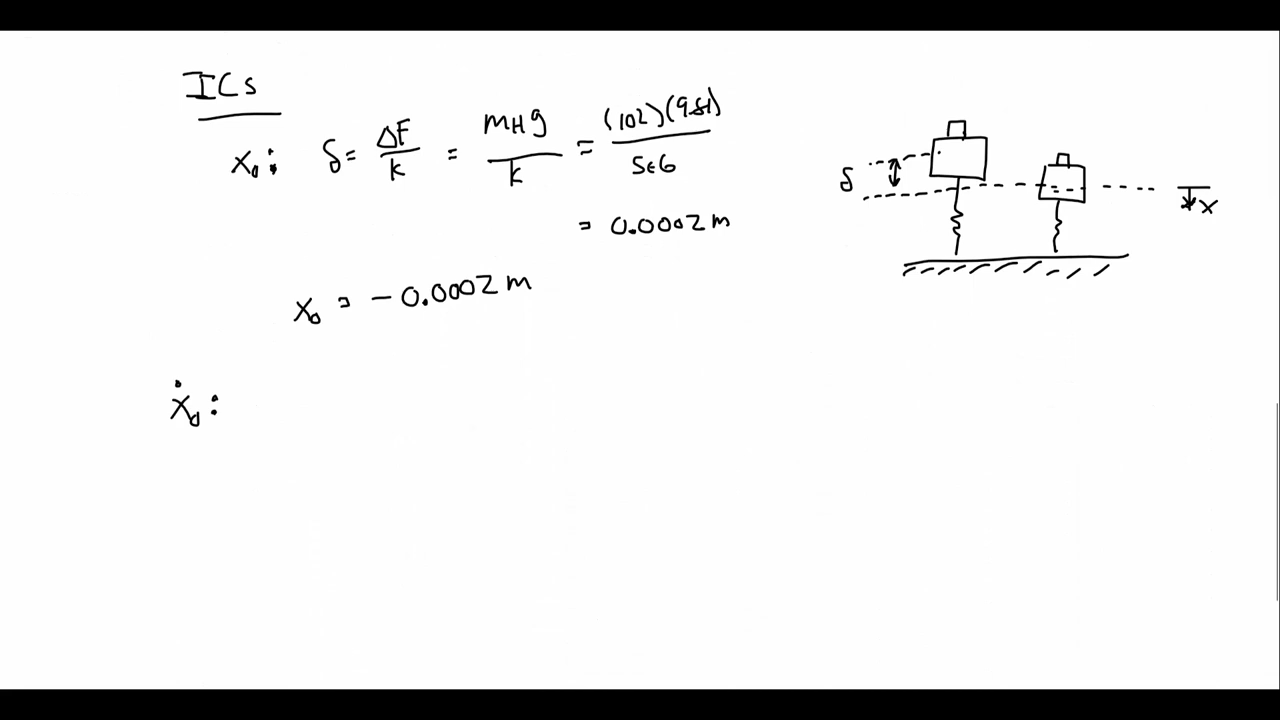 ICs
x₀: δ = ΔF/k = m_H g/k = (102)(9.81)/5E6
= 0.0002 m
δ
x
x₀ = -0.0002 m
ẋ₀: